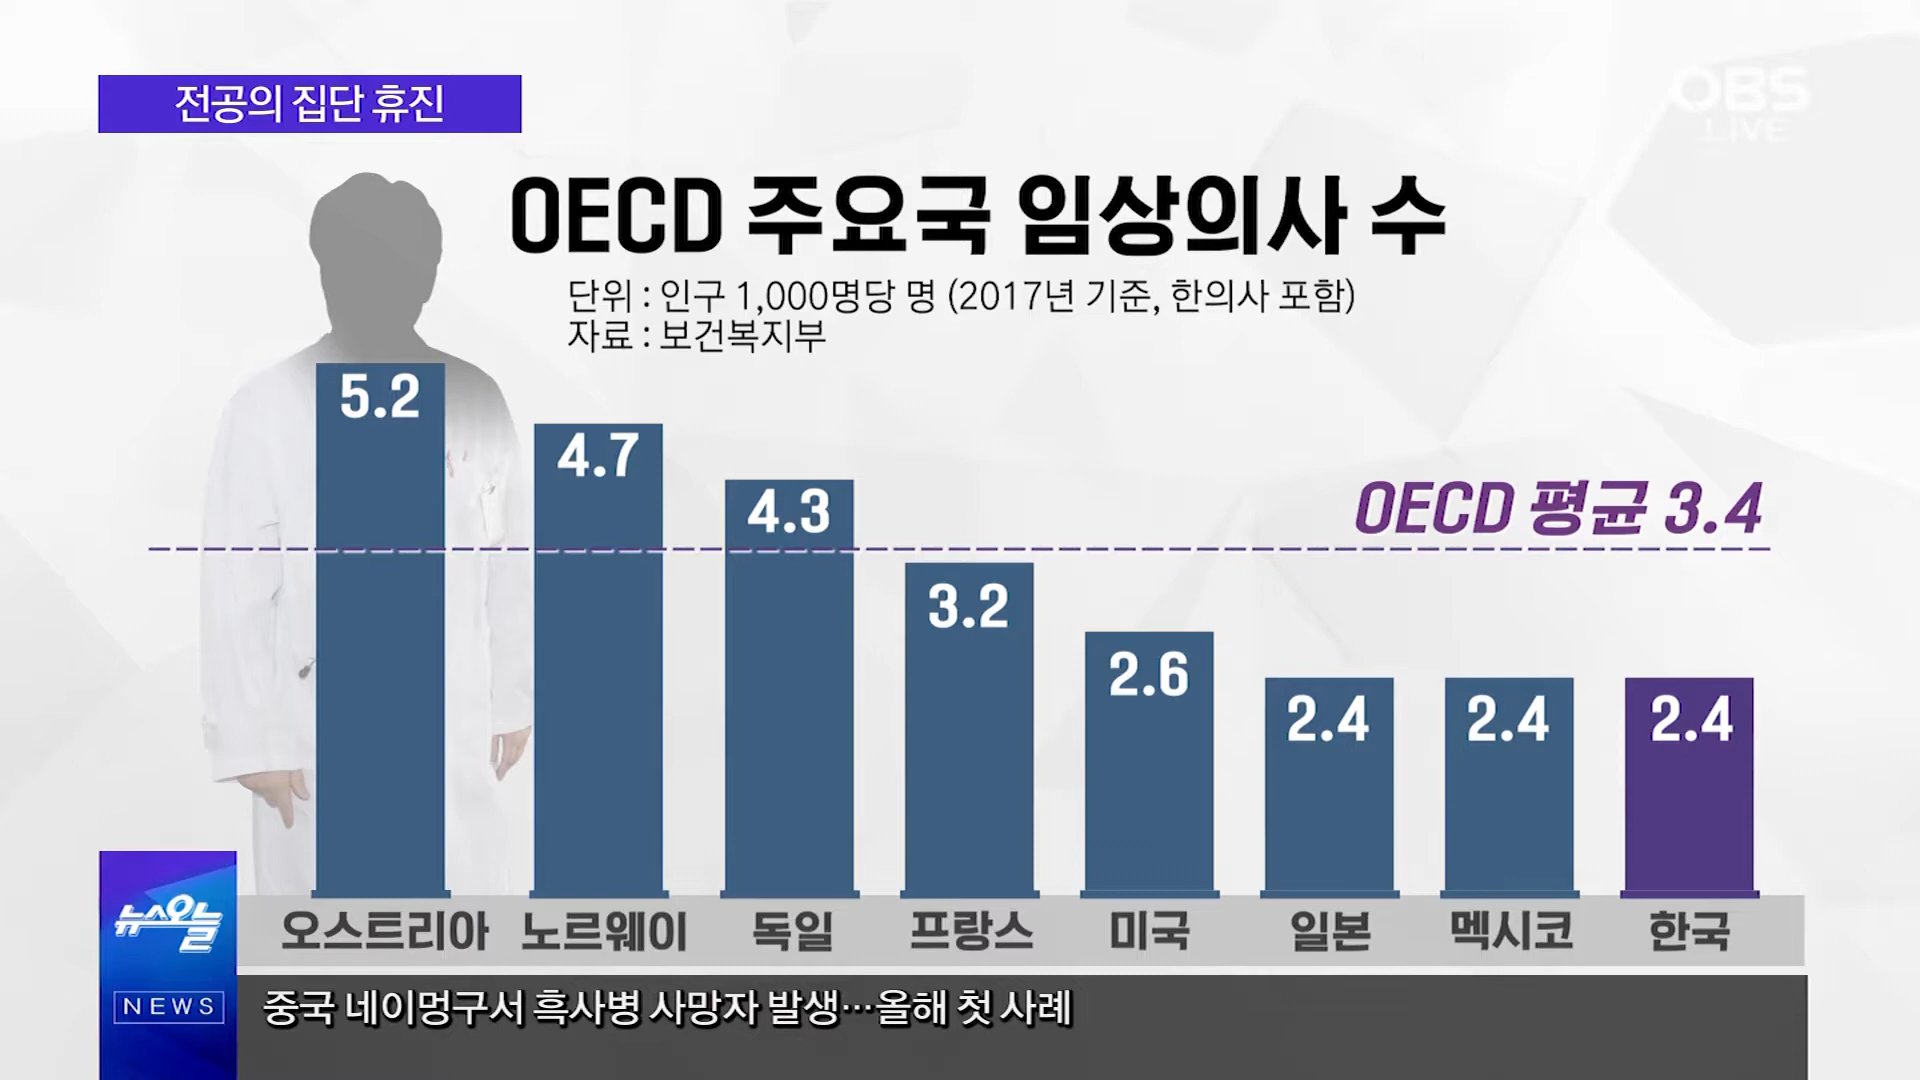 전공의 집단 휴진
OBS
LIVE
OECD 주요국 임상의사 수
단위 : 인구 1,000명당 명 (2017년 기준, 한의사 포함)
자료 : 보건복지부
5.2
4.7
4.3
OECD 평균 3.4
3.2
2.6
2.4
2.4
2.4
오스트리아
노르웨이
독일
프랑스
미국
일본
멕시코
한국
뉴스오늘
NEWS
중국 네이멍구서 흑사병 사망자 발생…올해 첫 사례